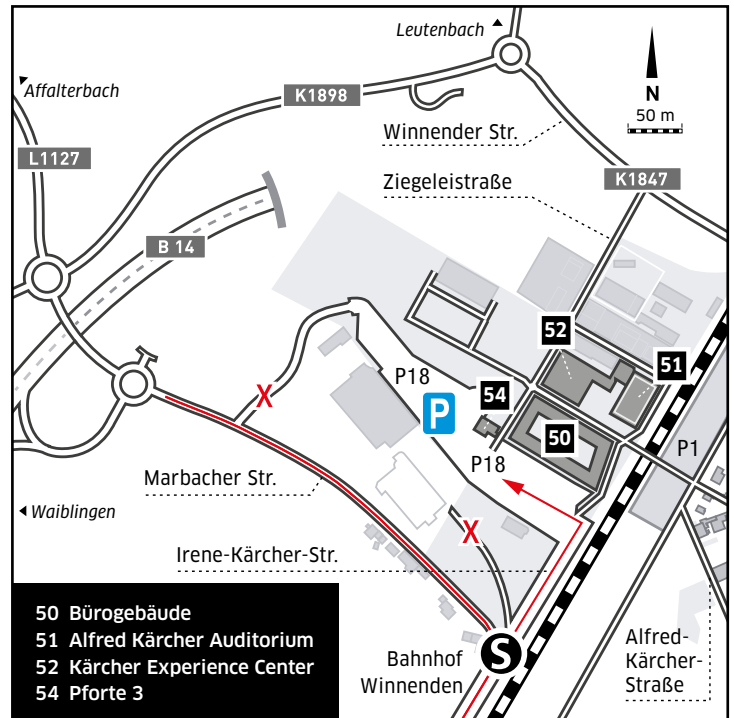 Leutenbach
Affalterbach
K1898
N
50 m
Winnender Str.
L1127
Ziegeleistraße
K1847
B 14
52
51
P18
54
P
50
P18
P1
X
Marbacher Str.
Waiblingen
X
Irene-Kärcher-Str.
50 Bürogebäude
51 Alfred Kärcher Auditorium
52 Kärcher Experience Center
54 Pforte 3
Bahnhof
Winnenden
S
Alfred-
Kärcher-
Straße